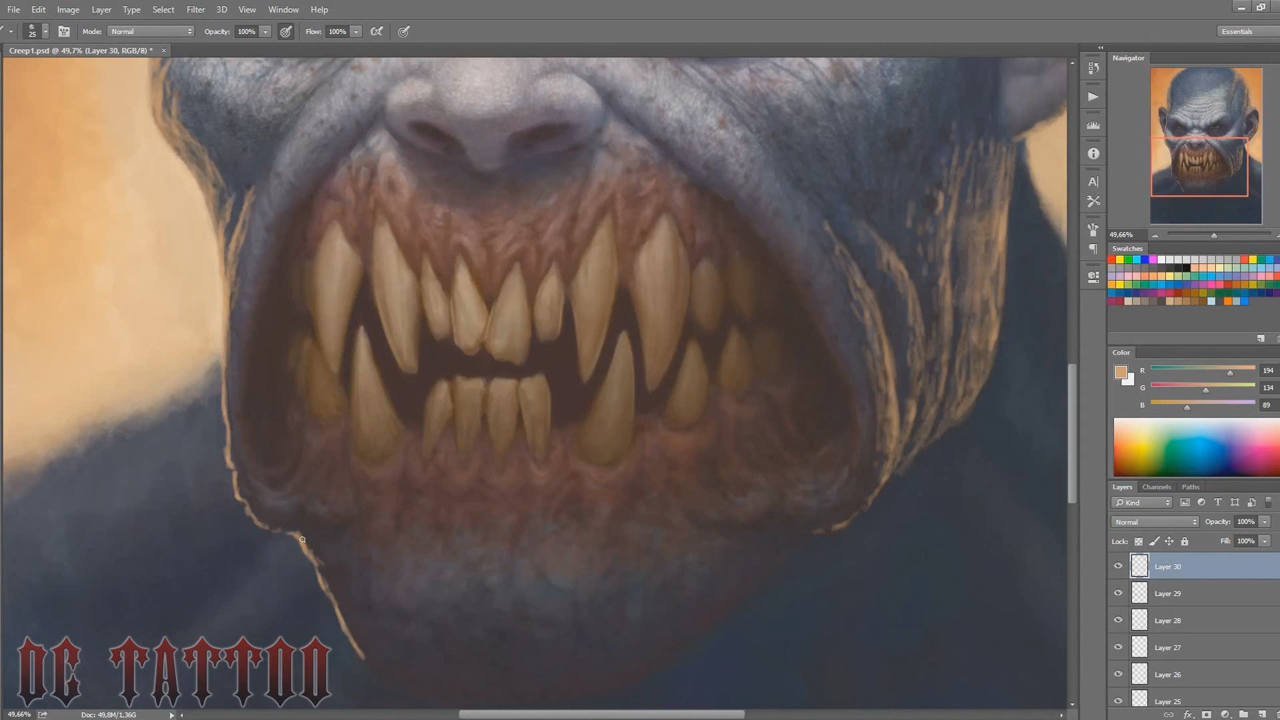 File Edit Image Layer Type Select Filter 3D View Window Help
25 Mode: Normal Opacity: 100% Flow: 100% Essentials
Creep1.psd @ 49,7% (Layer 30, RGB/8) * ×
Navigator
49.66%
Swatches
Color
R 194
G 134
B 89
Layers Channels Paths
Kind
Normal Opacity: 100%
Lock: Fill: 100%
Layer 30
Layer 29
Layer 28
Layer 27
Layer 26
Layer 25
DC TATTOO
49.66% Doc: 49,8M/1,36G